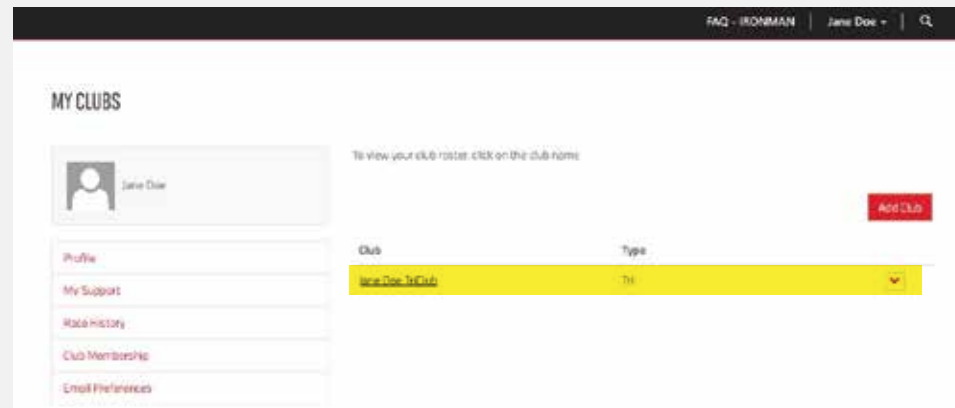 FAQ - IRONMAN
Jane Doe
MY CLUBS
Jane Doe
To view your club roster, click on the club name
Add Club
Club Type
Jane Doe TriClub Tri
Profile
My Support
Race History
Club Membership
Email Preferences